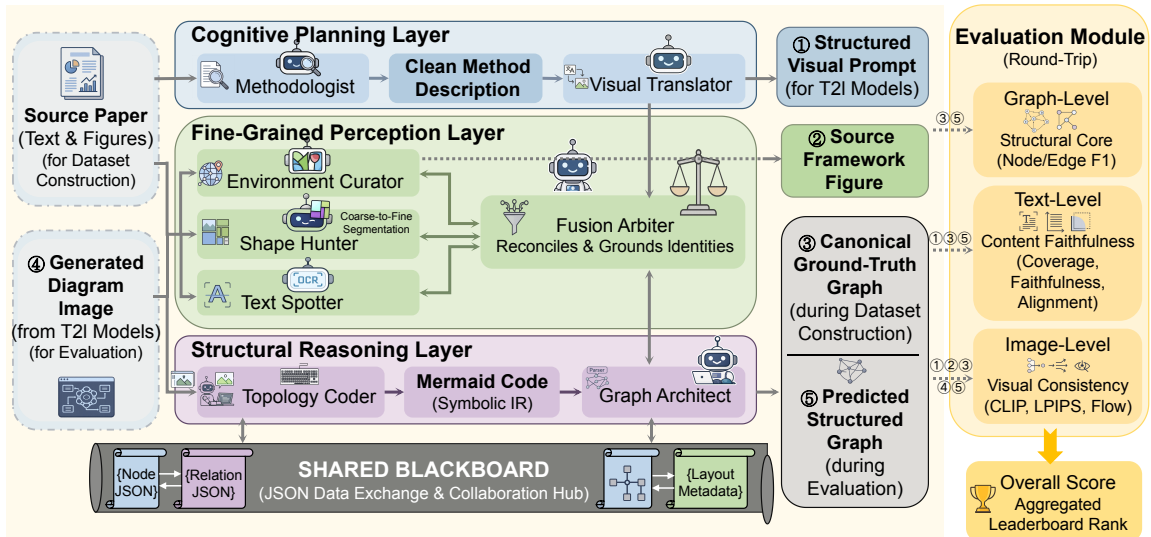 Cognitive Planning Layer
Methodologist
Clean Method
Description
Visual Translator
① Structured
Visual Prompt
(for T2I Models)
Source Paper
(Text & Figures)
(for Dataset
Construction)
④ Generated
Diagram
Image
(from T2I Models)
(for Evaluation)
Fine-Grained Perception Layer
Environment Curator
Shape Hunter
Coarse-to-Fine
Segmentation
OCR
Text Spotter
A
Fusion Arbiter
Reconciles & Grounds Identities
② Source
Framework
Figure
Structural Reasoning Layer
Topology Coder
Mermaid Code
(Symbolic IR)
Parser
Graph Architect
③ Canonical
Ground-Truth
Graph
(during Dataset
Construction)
⑤ Predicted
Structured
Graph
(during
Evaluation)
{Node
JSON}
{Relation
JSON}
SHARED BLACKBOARD
(JSON Data Exchange & Collaboration Hub)
{Layout
Metadata}
Evaluation Module
(Round-Trip)
③⑤
Graph-Level
Structural Core
(Node/Edge F1)
①③⑤
Text-Level
Content Faithfulness
(Coverage,
Faithfulness,
Alignment)
①②③
④⑤
Image-Level
Visual Consistency
(CLIP, LPIPS, Flow)
Overall Score
Aggregated
Leaderboard Rank